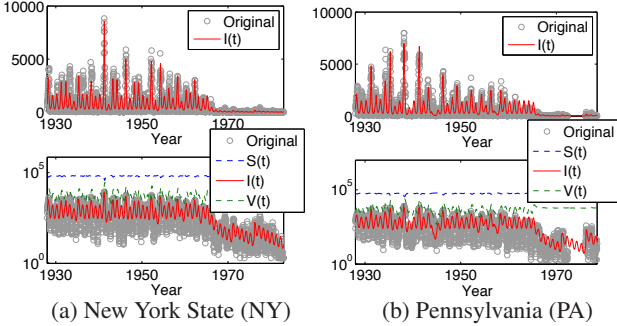 10000
5000
0
Original
I(t)
1930
1950
1970
Year
10000
5000
0
Original
I(t)
1930
1950
1970
Year
10^5
10^0
Original
S(t)
I(t)
V(t)
1930
1950
1970
Year
10^5
10^0
Original
S(t)
I(t)
V(t)
1930
1950
1970
Year
(a) New York State (NY)
(b) Pennsylvania (PA)